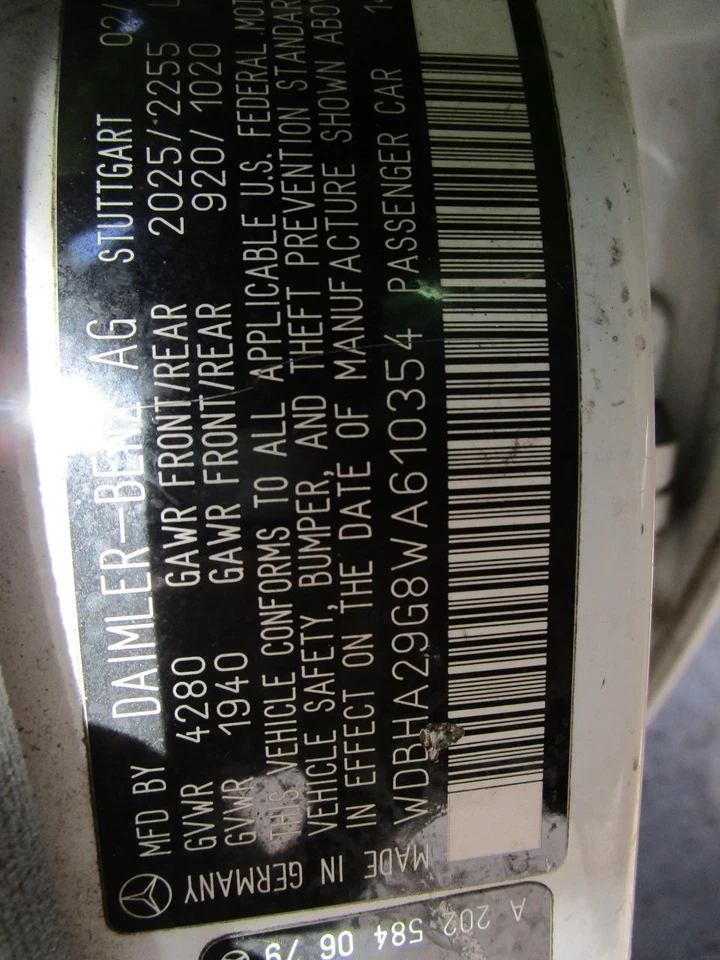 MFD BY DAIMLER-BENZ AG STUTTGART 02/
GVWR 4280 GAWR FRONT/REAR 2025/2255 L
GVWR 1940 GAWR FRONT/REAR 920/1020
THIS VEHICLE CONFORMS TO ALL APPLICABLE U.S. FEDERAL MOT
VEHICLE SAFETY, BUMPER, AND THEFT PREVENTION STANDAR
IN EFFECT ON THE DATE OF MANUFACTURE SHOWN ABOV
WDBHA29G8WA610354 PASSENGER CAR 14
MADE IN GERMANY
A 202 584 06 79